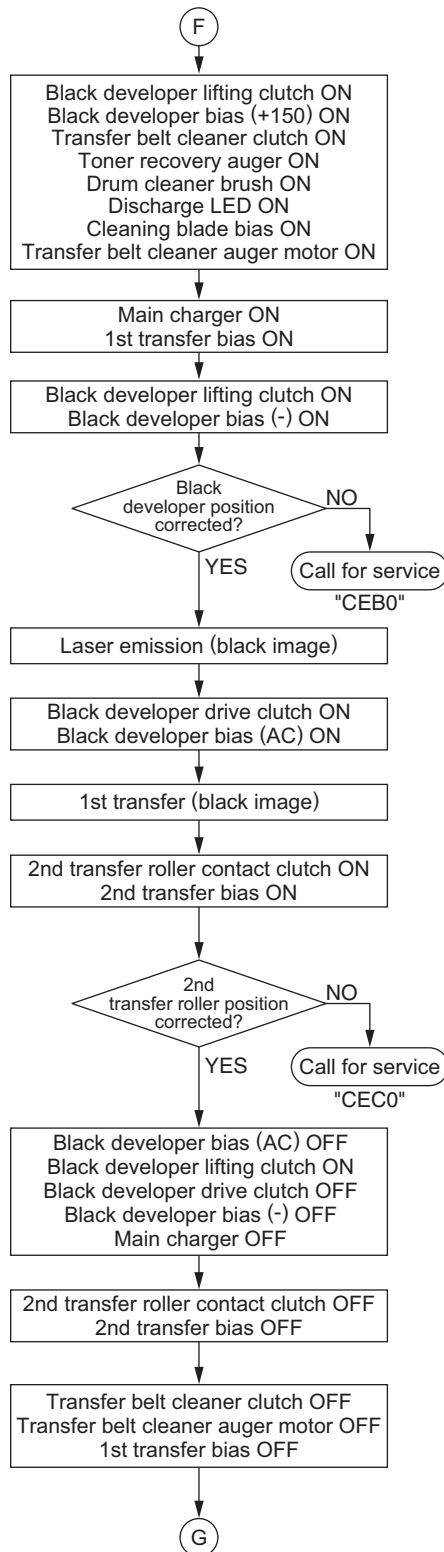 F
Black developer lifting clutch ON
Black developer bias (+150) ON
Transfer belt cleaner clutch ON
Toner recovery auger ON
Drum cleaner brush ON
Discharge LED ON
Cleaning blade bias ON
Transfer belt cleaner auger motor ON
Main charger ON
1st transfer bias ON
Black developer lifting clutch ON
Black developer bias (-) ON
Black
developer position
corrected?
NO
YES
Call for service
"CEB0"
Laser emission (black image)
Black developer drive clutch ON
Black developer bias (AC) ON
1st transfer (black image)
2nd transfer roller contact clutch ON
2nd transfer bias ON
2nd
transfer roller position
corrected?
NO
YES
Call for service
"CEC0"
Black developer bias (AC) OFF
Black developer lifting clutch ON
Black developer drive clutch OFF
Black developer bias (-) OFF
Main charger OFF
2nd transfer roller contact clutch OFF
2nd transfer bias OFF
Transfer belt cleaner clutch OFF
Transfer belt cleaner auger motor OFF
1st transfer bias OFF
G